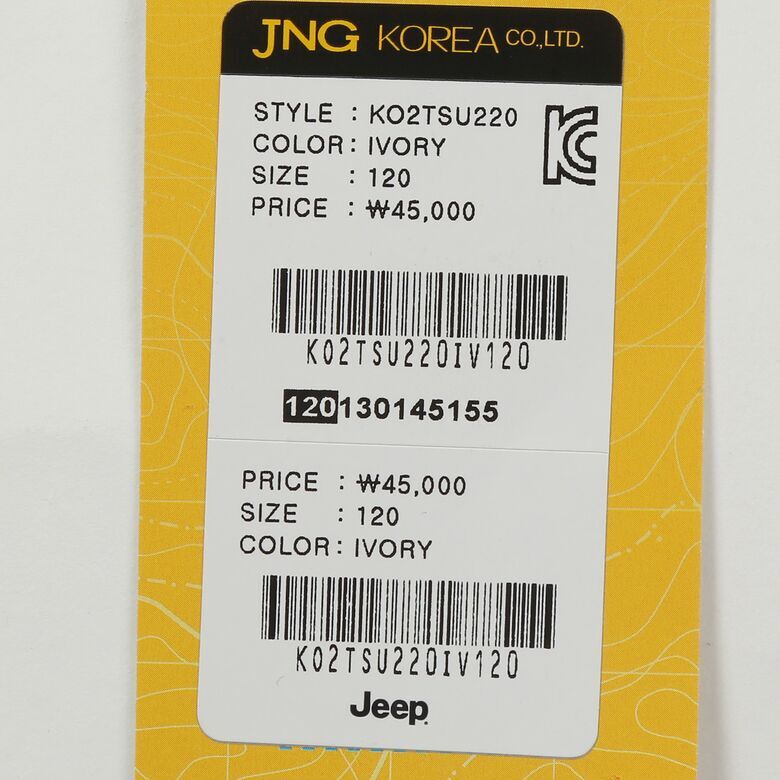 JNG KOREA CO.,LTD.
STYLE : KO2TSU220
COLOR : IVORY
SIZE : 120
PRICE : ₩45,000
KC
KO2TSU220IV120
120130145155
PRICE : ₩45,000
SIZE : 120
COLOR : IVORY
KO2TSU220IV120
Jeep